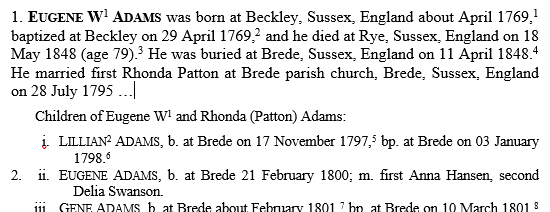 1. EUGENE W¹ ADAMS was born at Beckley, Sussex, England about April 1769,¹
baptized at Beckley on 29 April 1769,² and he died at Rye, Sussex, England on 18
May 1848 (age 79).³ He was buried at Brede, Sussex, England on 11 April 1848.⁴
He married first Rhonda Patton at Brede parish church, Brede, Sussex, England
on 28 July 1795 …
Children of Eugene W¹ and Rhonda (Patton) Adams:
i. LILLIAN² ADAMS, b. at Brede on 17 November 1797,⁵ bp. at Brede on 03 January
1798.⁶
2. ii. EUGENE ADAMS, b. at Brede 21 February 1800; m. first Anna Hansen, second
Delia Swanson.
iii. GENE ADAMS, b. at Brede about February 1801,⁷ bp. at Brede on 10 March 1801.⁸